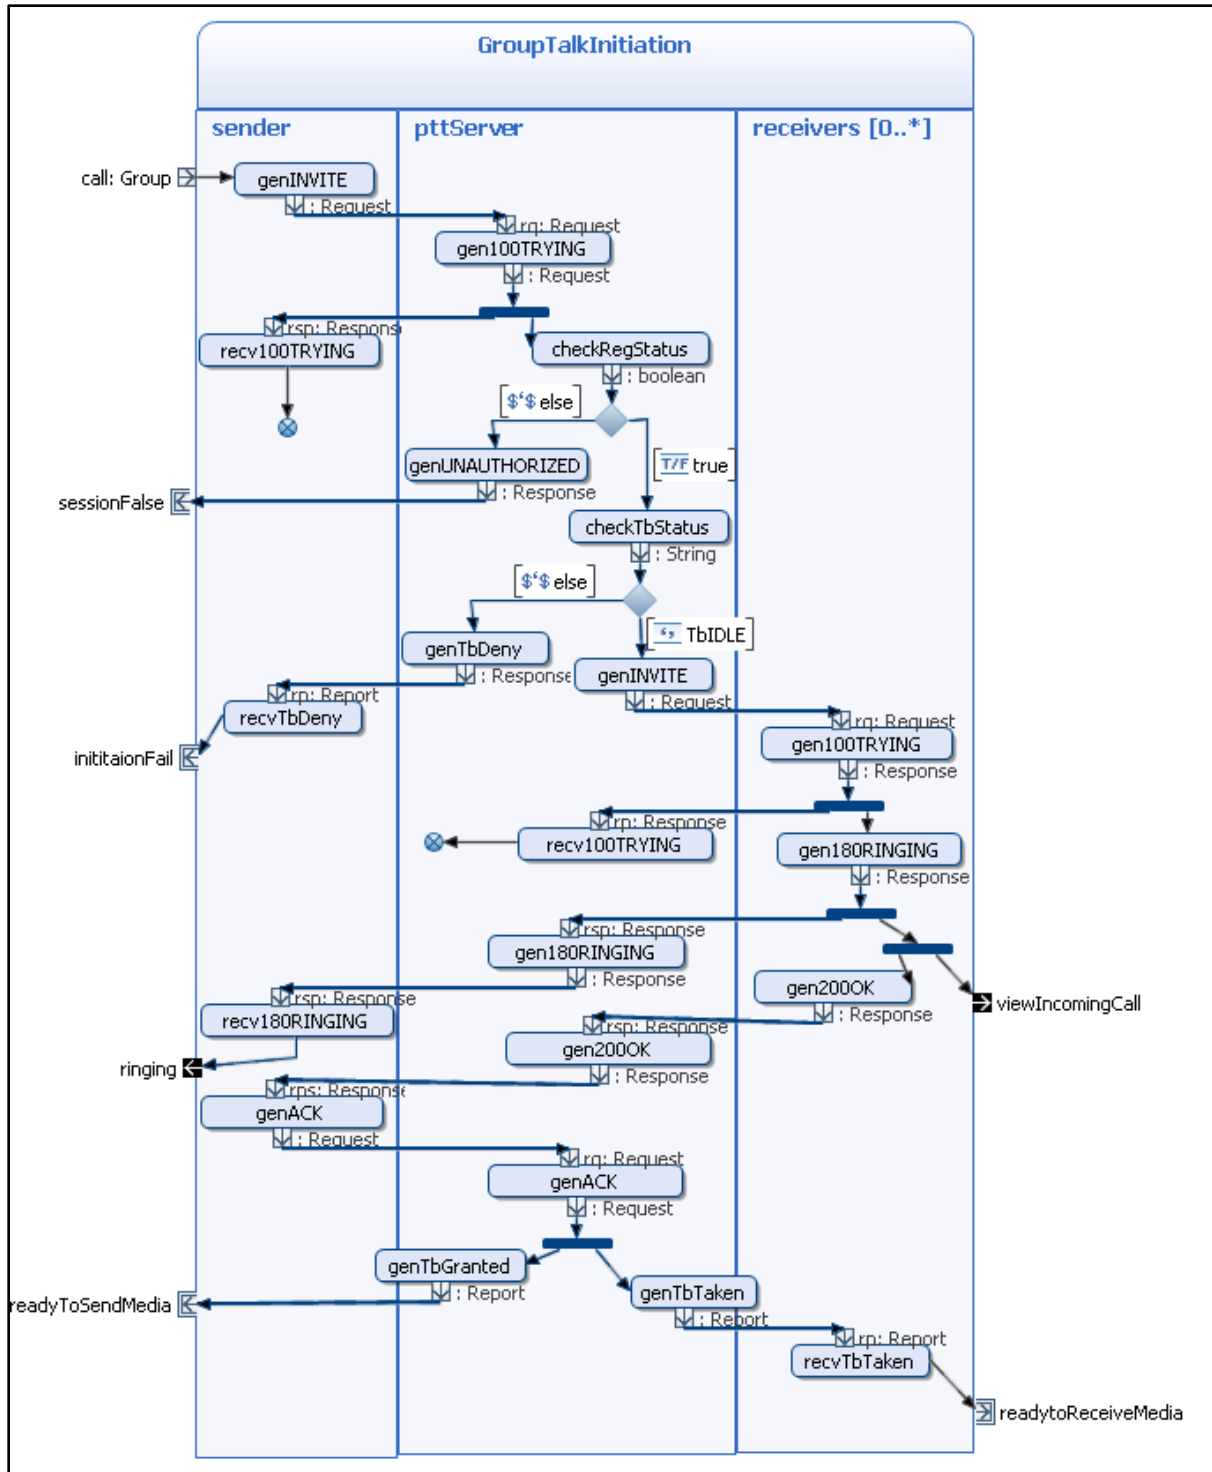 GroupTalkInitiation
sender
pttServer
receivers [0..*]
call: Group
genINVITE
: Request
rq: Request
gen100TRYING
: Request
rsp: Response
recv100TRYING
checkRegStatus
: boolean
$‘$ else
genUNAUTHORIZED
T/F true
: Response
sessionFalse
checkTbStatus
: String
$‘$ else
“, TbIDLE
genTbDeny
: Response
genINVITE
: Request
rp: Report
recvTbDeny
inititaionFail
rq: Request
gen100TRYING
: Response
rp: Response
recv100TRYING
gen180RINGING
: Response
rsp: Response
gen180RINGING
: Response
gen200OK
: Response
viewIncomingCall
rsp: Response
recv180RINGING
ringing
rsp: Response
gen200OK
: Response
rps: Response
genACK
: Request
rq: Request
genACK
: Request
genTbGranted
: Report
readyToSendMedia
genTbTaken
: Report
rp: Report
recvTbTaken
readytoReceiveMedia